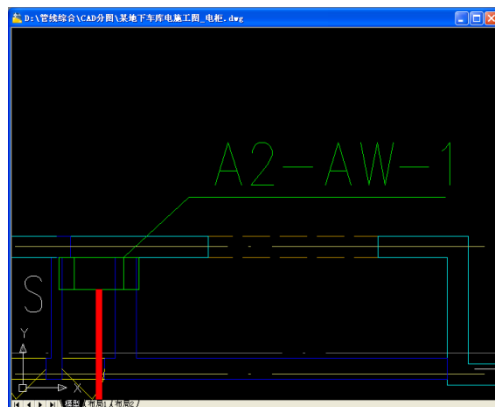 D:\管线综合\CAD分图\某地下车库电施工图_电柜.dwg
A2-AW-1
S
Y
X
模型 / 布局1 / 布局2 /